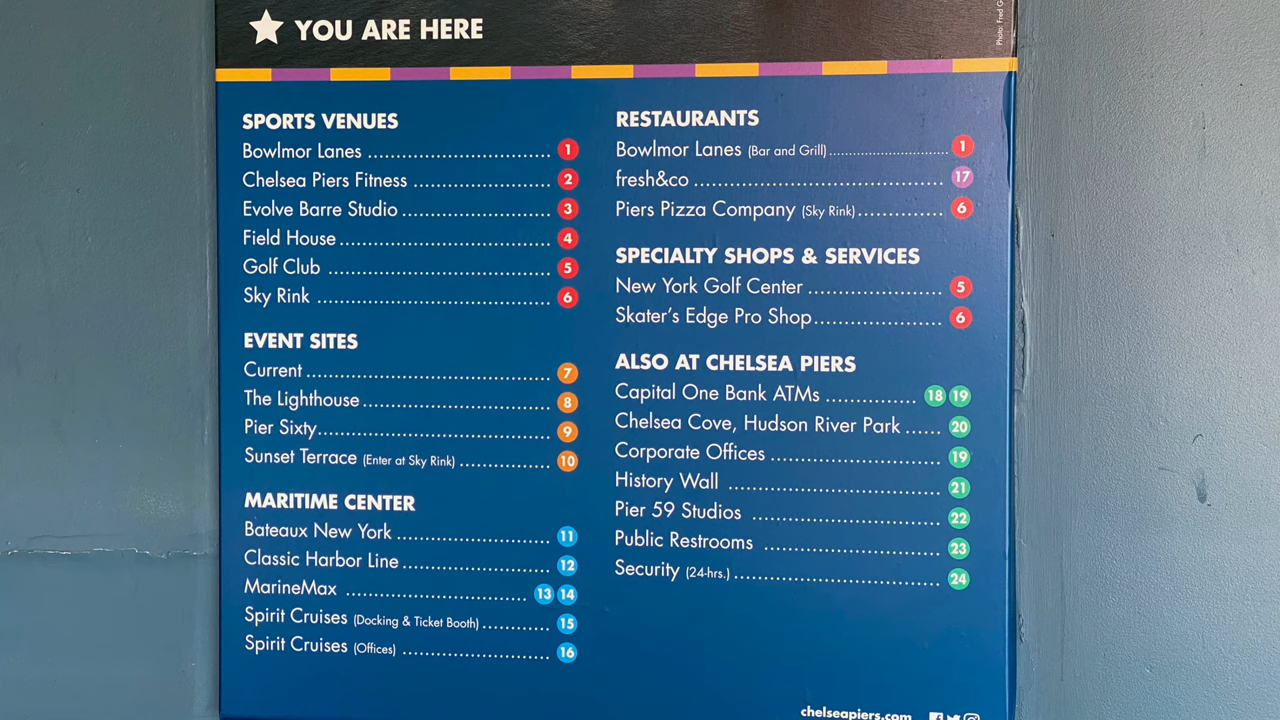 YOU ARE HERE
Photo: Fred G
SPORTS VENUES
Bowlmor Lanes ........................................ 1
Chelsea Piers Fitness ........................................ 2
Evolve Barre Studio ........................................ 3
Field House ........................................ 4
Golf Club ........................................ 5
Sky Rink ........................................ 6
EVENT SITES
Current ........................................ 7
The Lighthouse ........................................ 8
Pier Sixty ........................................ 9
Sunset Terrace (Enter at Sky Rink) .................... 10
MARITIME CENTER
Bateaux New York ........................................ 11
Classic Harbor Line ........................................ 12
MarineMax ........................................ 13 14
Spirit Cruises (Docking & Ticket Booth) ........... 15
Spirit Cruises (Offices) ........................................ 16
RESTAURANTS
Bowlmor Lanes (Bar and Grill) ........................................ 1
fresh&co ........................................ 17
Piers Pizza Company (Sky Rink) ............. 6
SPECIALTY SHOPS & SERVICES
New York Golf Center .................... 5
Skater's Edge Pro Shop .................... 6
ALSO AT CHELSEA PIERS
Capital One Bank ATMs .............. 18 19
Chelsea Cove, Hudson River Park ...... 20
Corporate Offices ........................................ 19
History Wall ........................................ 21
Pier 59 Studios ........................................ 22
Public Restrooms ........................................ 23
Security (24-hrs.) ........................................ 24
chelseapiers.com